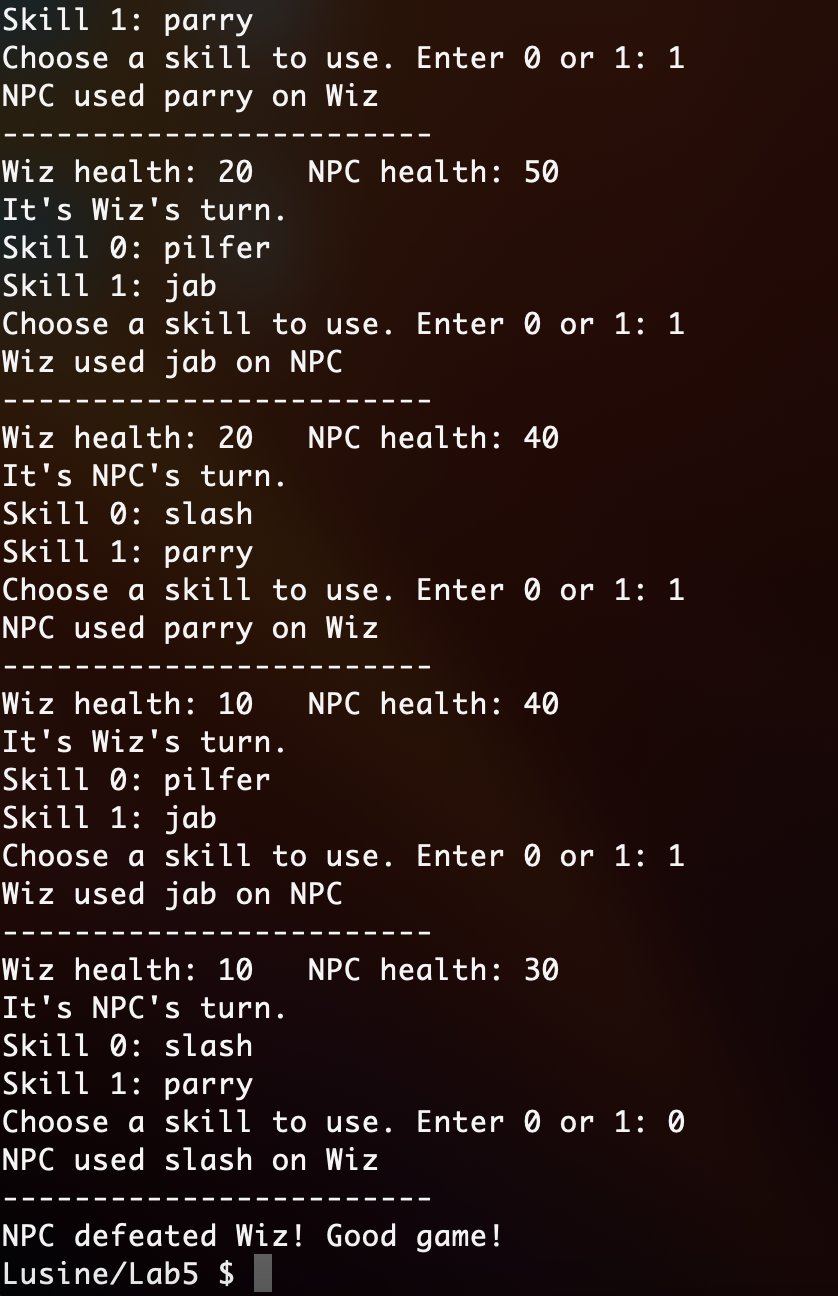 Skill 1: parry
Choose a skill to use. Enter 0 or 1: 1
NPC used parry on Wiz
------------------------
Wiz health: 20   NPC health: 50
It's Wiz's turn.
Skill 0: pilfer
Skill 1: jab
Choose a skill to use. Enter 0 or 1: 1
Wiz used jab on NPC
------------------------
Wiz health: 20   NPC health: 40
It's NPC's turn.
Skill 0: slash
Skill 1: parry
Choose a skill to use. Enter 0 or 1: 1
NPC used parry on Wiz
------------------------
Wiz health: 10   NPC health: 40
It's Wiz's turn.
Skill 0: pilfer
Skill 1: jab
Choose a skill to use. Enter 0 or 1: 1
Wiz used jab on NPC
------------------------
Wiz health: 10   NPC health: 30
It's NPC's turn.
Skill 0: slash
Skill 1: parry
Choose a skill to use. Enter 0 or 1: 0
NPC used slash on Wiz
------------------------
NPC defeated Wiz! Good game!
Lusine/Lab5 $